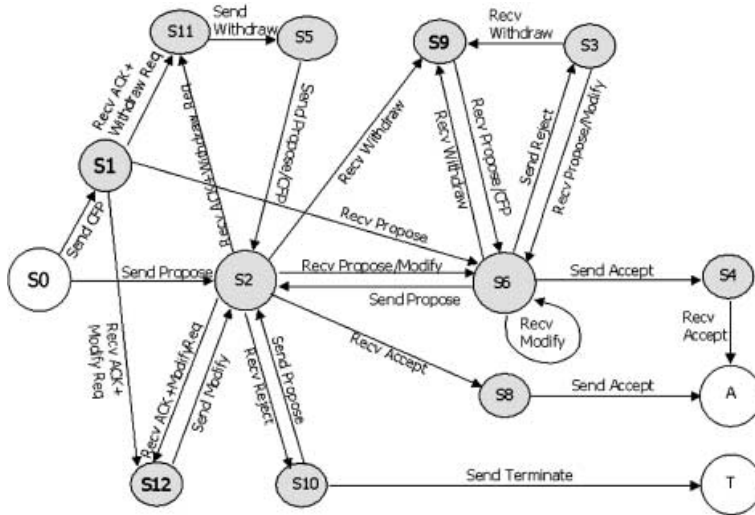 S11
Send
Withdraw
S5
S9
Recv
Withdraw
S3
Recv ACK+
Withdraw Req
Recv ACK+Withdraw Req
Send Propose/CFP
Recv Withdraw
Recv Withdraw
Recv Propose/CFP
Send Reject
Recv Propose/Modify
S1
Send CFP
Recv Propose
S0
Send Propose
S2
Recv Propose/Modify
Send Propose
S6
Send Accept
S4
Recv
Modify
Recv
Accept
Recv ACK+
Modify Req
Recv ACK+ModifyReq
Send Modify
Send Propose
Recv Reject
Recv Accept
S8
Send Accept
A
S12
S10
Send Terminate
T